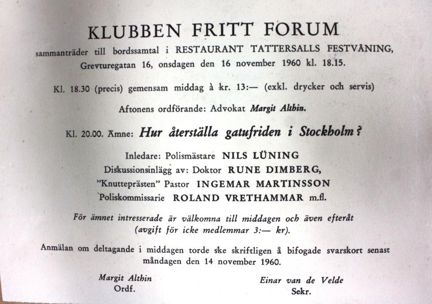 KLUBBEN FRITT FORUM
sammanträder till bordssamtal i RESTAURANT TATTERSALLS FESTVÅNING,
Grevturegatan 16, onsdagen den 16 november 1960 kl. 18.15.
Kl. 18.30 (precis) gemensam middag à kr. 13:— (exkl. drycker och servis)
Aftonens ordförande: Advokat Margit Althin.
Kl. 20.00. Ämne: Hur återställa gatufriden i Stockholm?
Inledare: Polismästare NILS LÜNING
Diskussionsinlägg av: Doktor RUNE DIMBERG,
"Knutteprästen" Pastor INGEMAR MARTINSSON
Poliskommissarie ROLAND VRETHAMMAR m.fl.
För ämnet intresserade är välkomna till middagen och även efteråt
(avgift för icke medlemmar 3:— kr).
Anmälan om deltagande i middagen torde ske skriftligen å bifogade svarskort senast
måndagen den 14 november 1960.
Margit Althin Einar van de Velde
Ordf. Sekr.